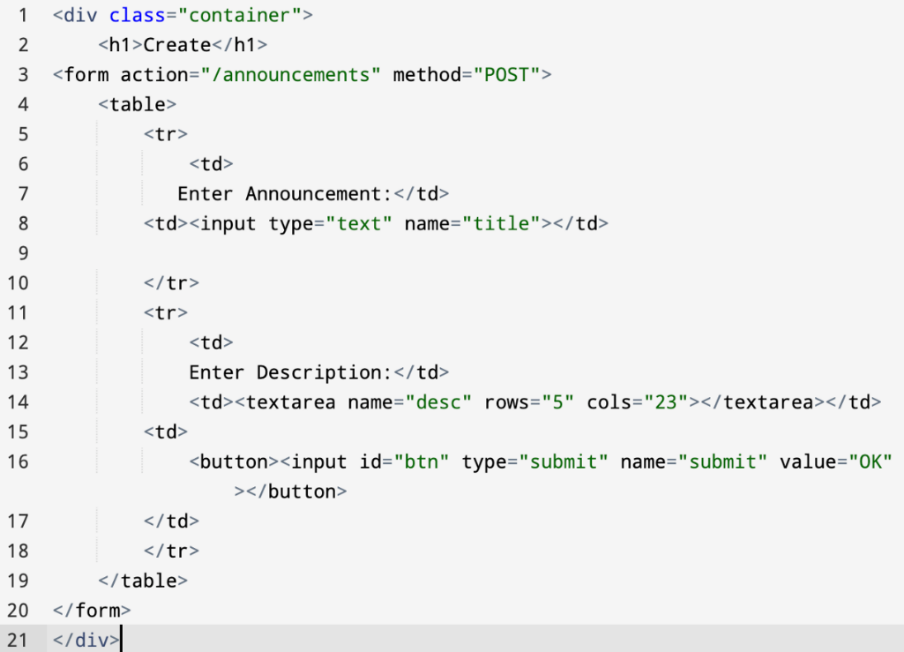 1 <div class="container">
2 <h1>Create</h1>
3 <form action="/announcements" method="POST">
4 <table>
5 <tr>
6 <td>
7 Enter Announcement:</td>
8 <td><input type="text" name="title"></td>
9
10 </tr>
11 <tr>
12 <td>
13 Enter Description:</td>
14 <td><textarea name="desc" rows="5" cols="23"></textarea></td>
15 <td>
16 <button><input id="btn" type="submit" name="submit" value="OK"
></button>
17 </td>
18 </tr>
19 </table>
20 </form>
21 </div>